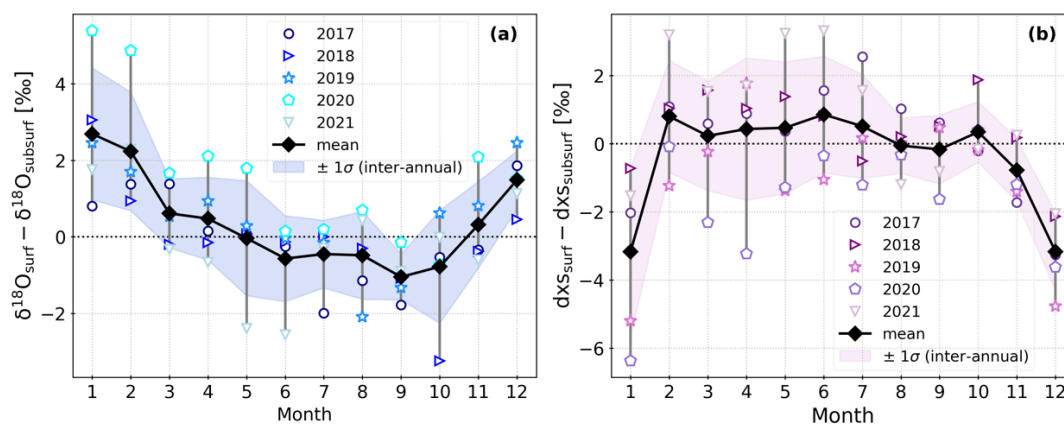 (a)
δ¹⁸O_surf − δ¹⁸O_subsurf [‰]
4
2
0
−2
2017
2018
2019
2020
2021
mean
± 1σ (inter-annual)
1 2 3 4 5 6 7 8 9 10 11 12
Month
(b)
dxs_surf − dxs_subsurf [‰]
2
0
−2
−4
−6
2017
2018
2019
2020
2021
mean
± 1σ (inter-annual)
1 2 3 4 5 6 7 8 9 10 11 12
Month